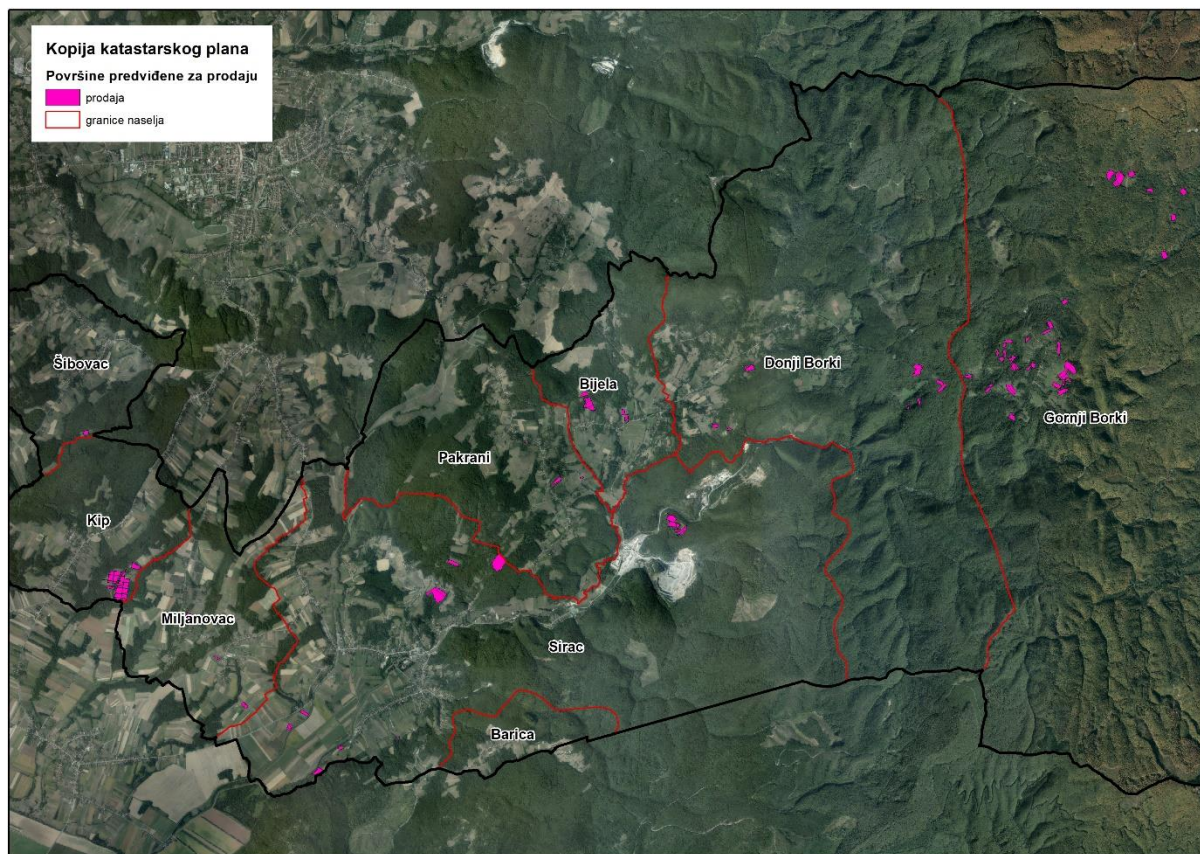 Kopija katastarskog plana
Površine predviđene za prodaju
prodaja
granice naselja
Šibovac
Bijela
Donji Borki
Gornji Borki
Pakrani
Kip
Miljanovac
Sirac
Barica